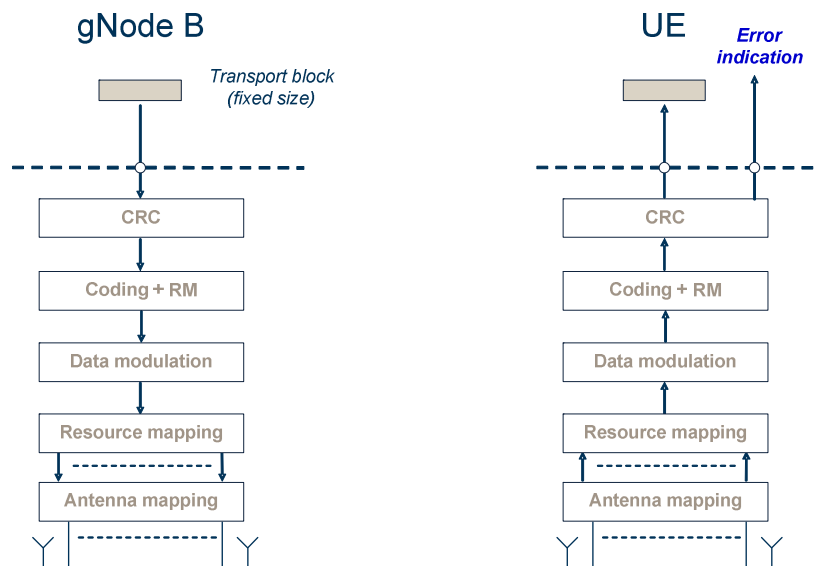 gNode B
Transport block
(fixed size)
CRC
Coding + RM
Data modulation
Resource mapping
Antenna mapping
UE
Error
indication
CRC
Coding + RM
Data modulation
Resource mapping
Antenna mapping